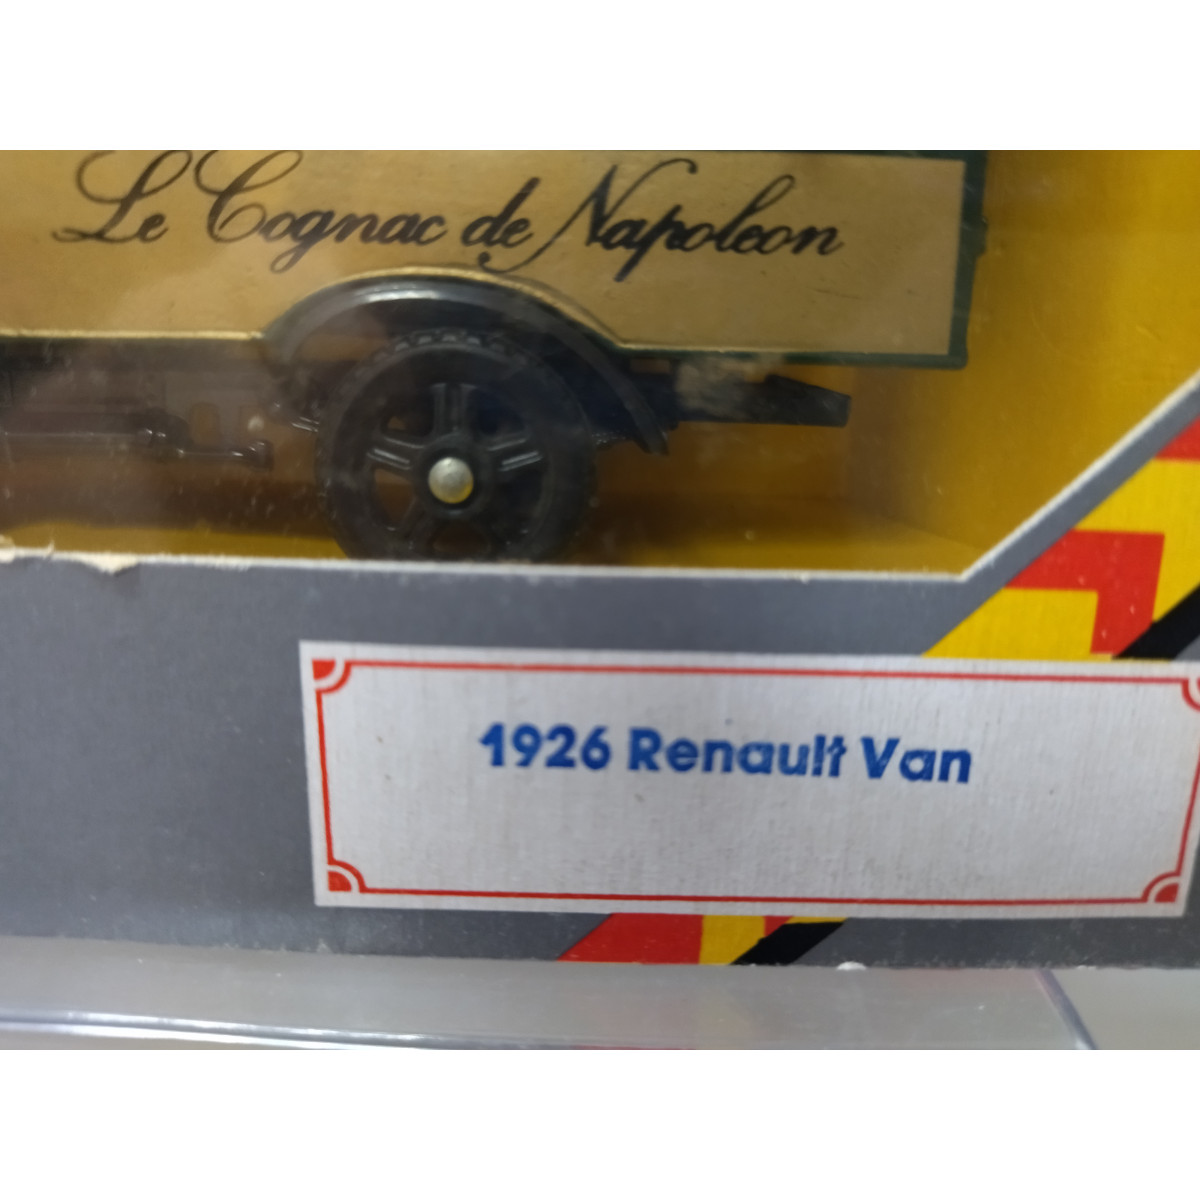 Le Cognac de Napoleon
1926 Renault Van